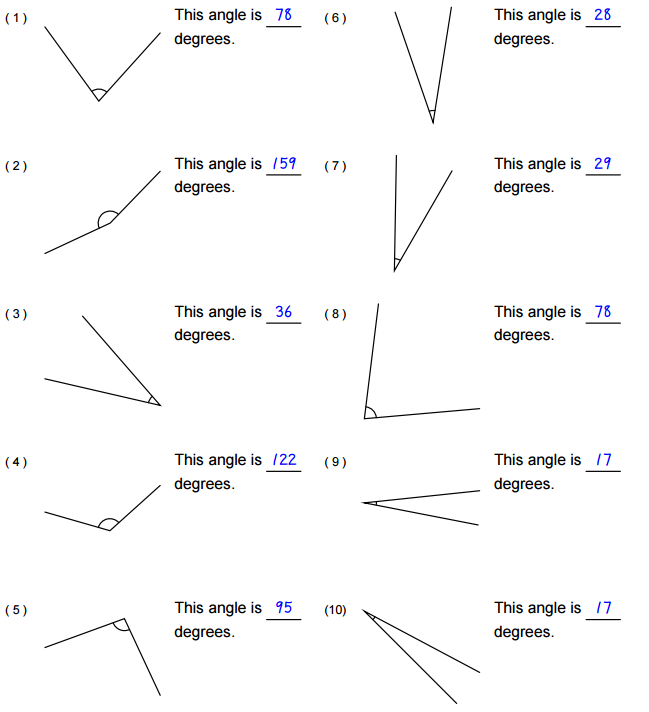 (1) This angle is 78
degrees.
(2) This angle is 159
degrees.
(3) This angle is 36
degrees.
(4) This angle is 122
degrees.
(5) This angle is 95
degrees.
(6) This angle is 28
degrees.
(7) This angle is 29
degrees.
(8) This angle is 78
degrees.
(9) This angle is 17
degrees.
(10) This angle is 17
degrees.